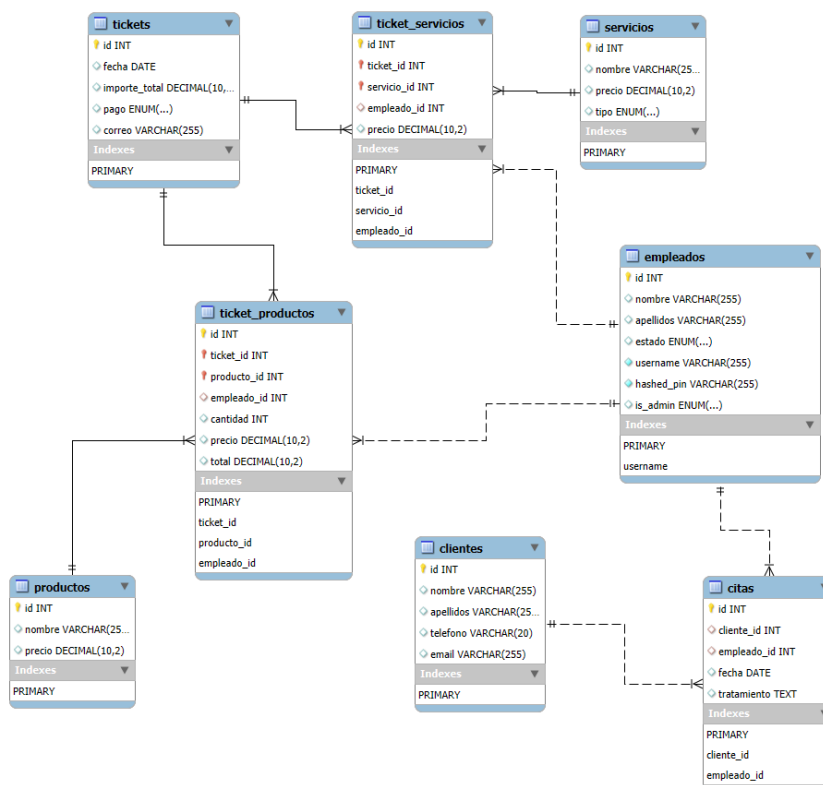 tickets
id INT
fecha DATE
importe_total DECIMAL(10,...
pago ENUM(...)
correo VARCHAR(255)
Indexes
PRIMARY
ticket_servicios
id INT
ticket_id INT
servicio_id INT
empleado_id INT
precio DECIMAL(10,2)
Indexes
PRIMARY
ticket_id
servicio_id
empleado_id
servicios
id INT
nombre VARCHAR(25...
precio DECIMAL(10,2)
tipo ENUM(...)
Indexes
PRIMARY
empleados
id INT
nombre VARCHAR(255)
apellidos VARCHAR(255)
estado ENUM(...)
username VARCHAR(255)
hashed_pin VARCHAR(255)
is_admin ENUM(...)
Indexes
PRIMARY
username
ticket_productos
id INT
ticket_id INT
producto_id INT
empleado_id INT
cantidad INT
precio DECIMAL(10,2)
total DECIMAL(10,2)
Indexes
PRIMARY
ticket_id
producto_id
empleado_id
productos
id INT
nombre VARCHAR(25...
precio DECIMAL(10,2)
Indexes
PRIMARY
clientes
id INT
nombre VARCHAR(255)
apellidos VARCHAR(25...
telefono VARCHAR(20)
email VARCHAR(255)
Indexes
PRIMARY
citas
id INT
cliente_id INT
empleado_id INT
fecha DATE
tratamiento TEXT
Indexes
PRIMARY
cliente_id
empleado_id